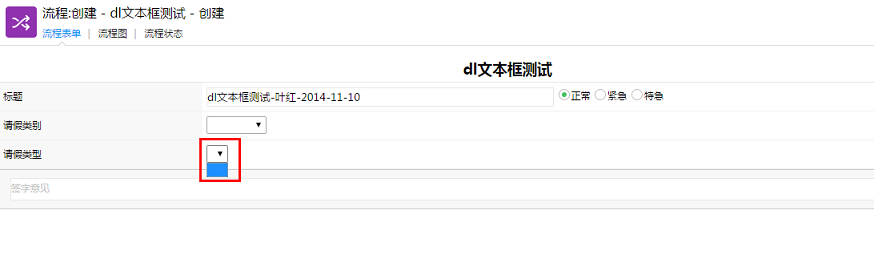 流程:创建 - dl文本框测试 - 创建
流程表单 | 流程图 | 流程状态
dl文本框测试
标题 dl文本框测试-叶红-2014-11-10 正常 紧急 特急
请假类别
请假类型
签字意见